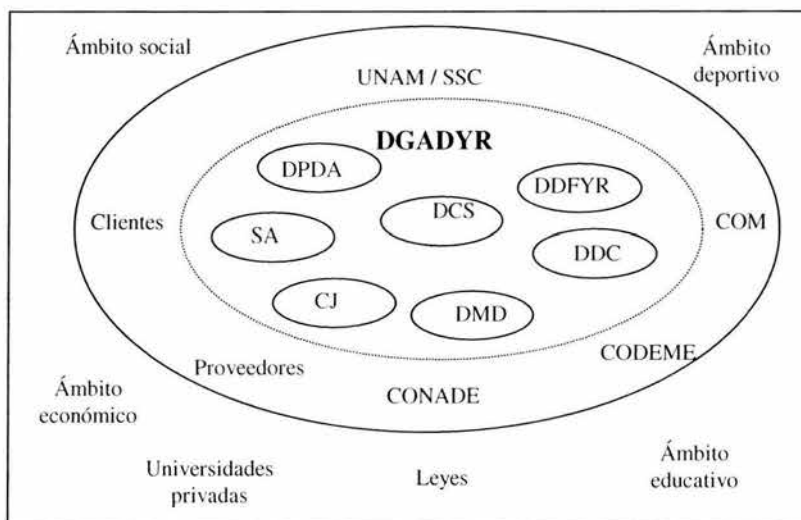 Ámbito social
Ámbito
deportivo
UNAM / SSC
DGADYR
DPDA
DDFYR
DCS
Clientes
SA
COM
DDC
CJ
DMD
CODEME
Proveedores
CONADE
Ámbito
económico
Ámbito
educativo
Universidades
privadas
Leyes